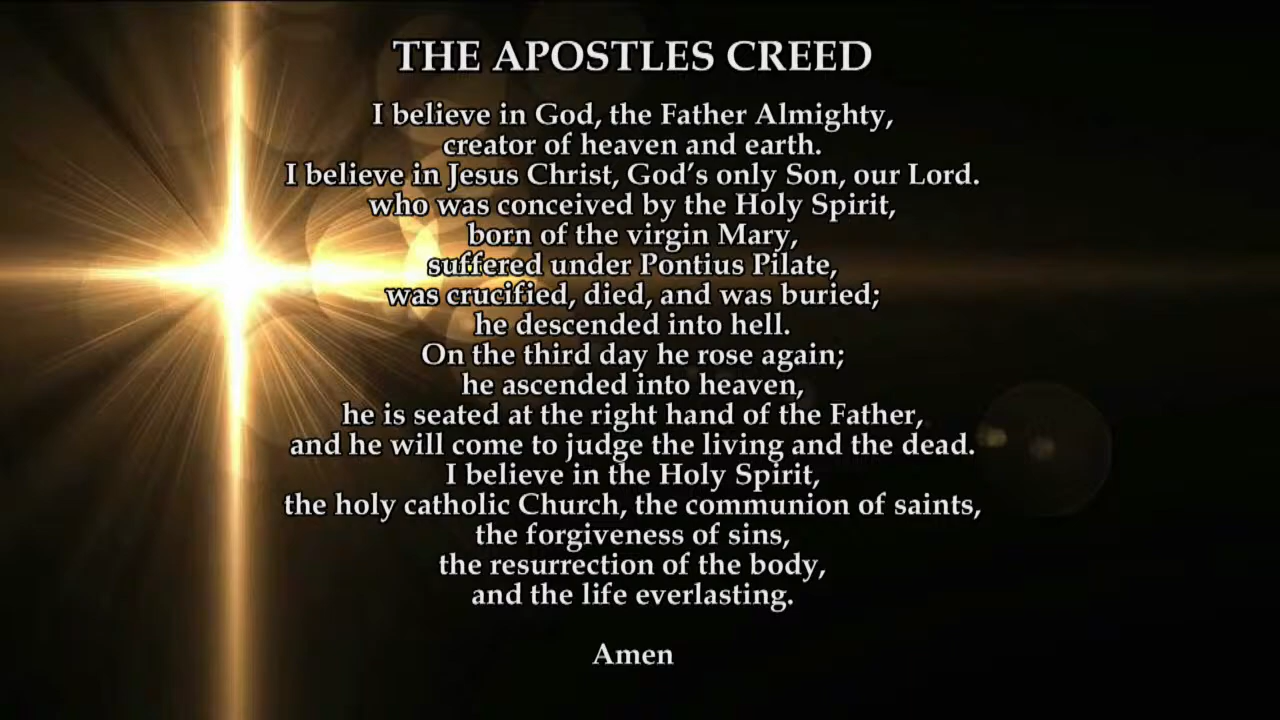 THE APOSTLES CREED
I believe in God, the Father Almighty,
creator of heaven and earth.
I believe in Jesus Christ, God's only Son, our Lord.
who was conceived by the Holy Spirit,
born of the virgin Mary,
suffered under Pontius Pilate,
was crucified, died, and was buried;
he descended into hell.
On the third day he rose again;
he ascended into heaven,
he is seated at the right hand of the Father,
and he will come to judge the living and the dead.
I believe in the Holy Spirit,
the holy catholic Church, the communion of saints,
the forgiveness of sins,
the resurrection of the body,
and the life everlasting.
Amen